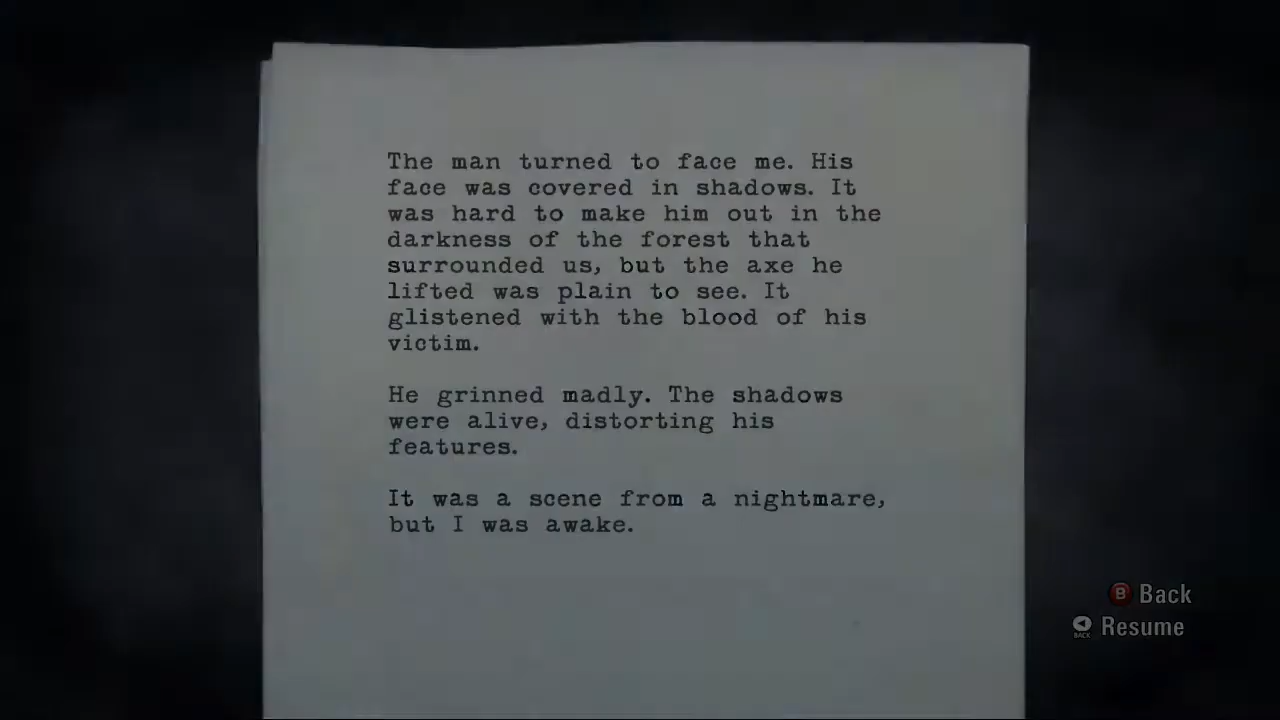 The man turned to face me. His
face was covered in shadows. It
was hard to make him out in the
darkness of the forest that
surrounded us, but the axe he
lifted was plain to see. It
glistened with the blood of his
victim.
He grinned madly. The shadows
were alive, distorting his
features.
It was a scene from a nightmare,
but I was awake.
B Back
BACK Resume